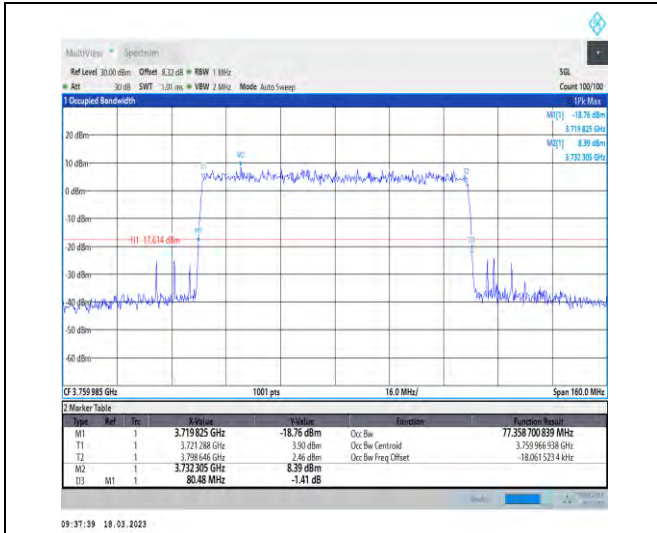 MultiView Spectrum
Ref Level 30.00 dBm Offset 8.32 dB RBW 1 MHz SGL
Att 30 dB SWT 1.01 ms VBW 2 MHz Mode Auto Sweep Count 100/100
1 Occupied Bandwidth 1Pk Max
M1[1] -18.76 dBm
3.719 825 GHz
20 dBm
M2[1] 8.39 dBm
3.732 305 GHz
M2
10 dBm
T1
0 dBm
-10 dBm
M1
H1 -17.614 dBm
-20 dBm
-30 dBm
-40 dBm
-50 dBm
-60 dBm
CF 3.759 985 GHz 1001 pts 16.0 MHz/ Span 160.0 MHz
2 Marker Table
Type Ref Trc X-Value Y-Value Function Function Result
M1 1 3.719 825 GHz -18.76 dBm Occ Bw 77.358 700 839 MHz
T1 1 3.721 288 GHz 3.90 dBm Occ Bw Centroid 3.759 966 938 GHz
T2 1 3.798 646 GHz 2.46 dBm Occ Bw Freq Offset -18.061 523 4 kHz
M2 1 3.732 305 GHz 8.39 dBm
D3 M1 1 80.48 MHz -1.41 dB
09:37:39 18.03.2023